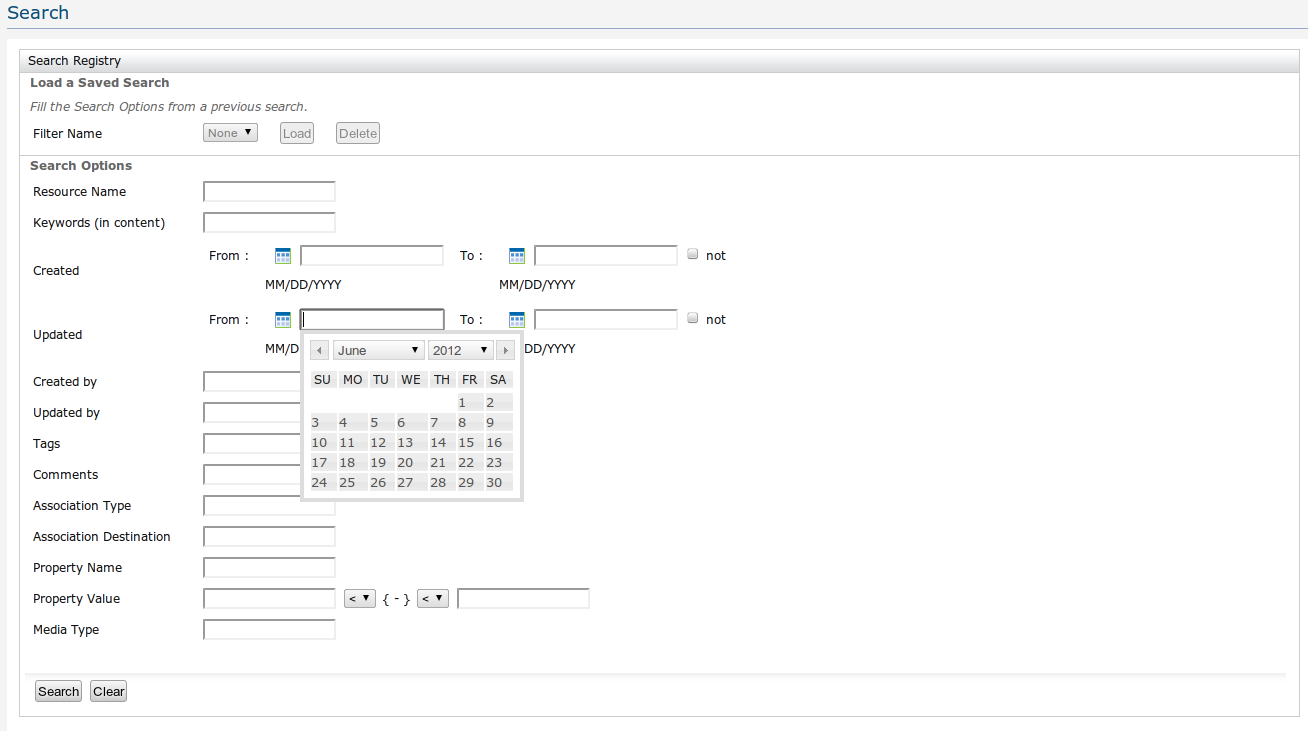 Search
Search Registry
Load a Saved Search
Fill the Search Options from a previous search.
Filter Name None Load Delete
Search Options
Resource Name
Keywords (in content)
From : To : not
Created
MM/DD/YYYY MM/DD/YYYY
From : To : not
Updated
MM/D DD/YYYY
June 2012
SU MO TU WE TH FR SA
1 2
3 4 5 6 7 8 9
10 11 12 13 14 15 16
17 18 19 20 21 22 23
24 25 26 27 28 29 30
Created by
Updated by
Tags
Comments
Association Type
Association Destination
Property Name
Property Value < { - } <
Media Type
Search Clear